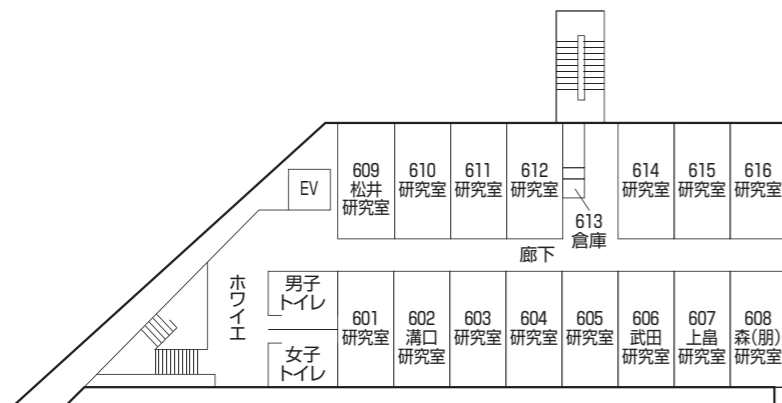 EV
609
松井
研究室
610
研究室
611
研究室
612
研究室
613
倉庫
614
研究室
615
研究室
616
研究室
廊下
ホワイエ
男子
トイレ
女子
トイレ
601
研究室
602
溝口
研究室
603
研究室
604
研究室
605
研究室
606
武田
研究室
607
上畠
研究室
608
森(朋)
研究室